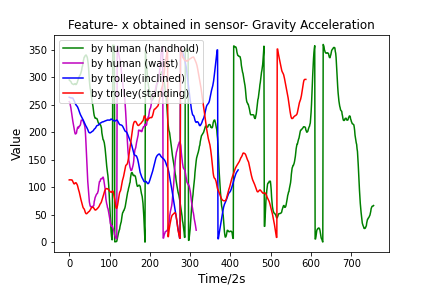 Feature- x obtained in sensor- Gravity Acceleration
by human (handhold)
by human (waist)
by trolley(inclined)
by trolley(standing)
Value
350
300
250
200
150
100
50
0
0 100 200 300 400 500 600 700
Time/2s